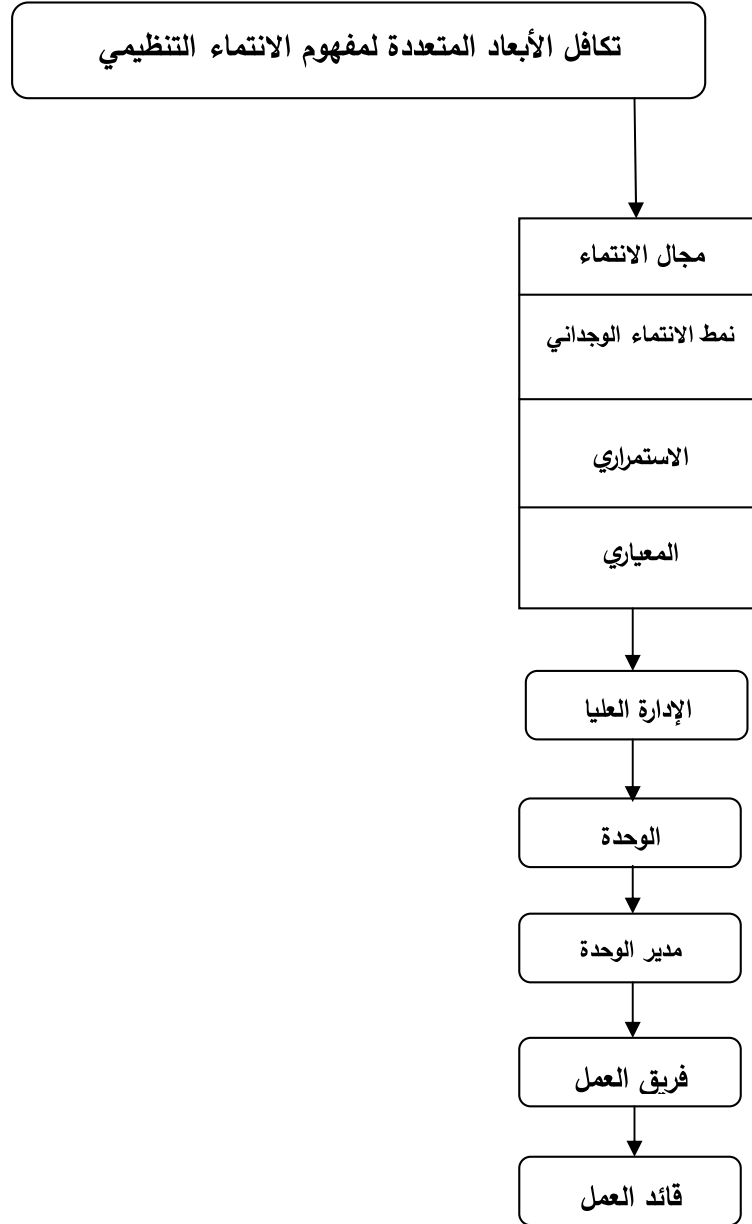 تكافل الأبعاد المتعددة لمفهوم الانتماء التنظيمي
مجال الانتماء
نمط الانتماء الوجداني
الاستمراري
المعياري
الإدارة العليا
الوحدة
مدير الوحدة
فريق العمل
قائد العمل